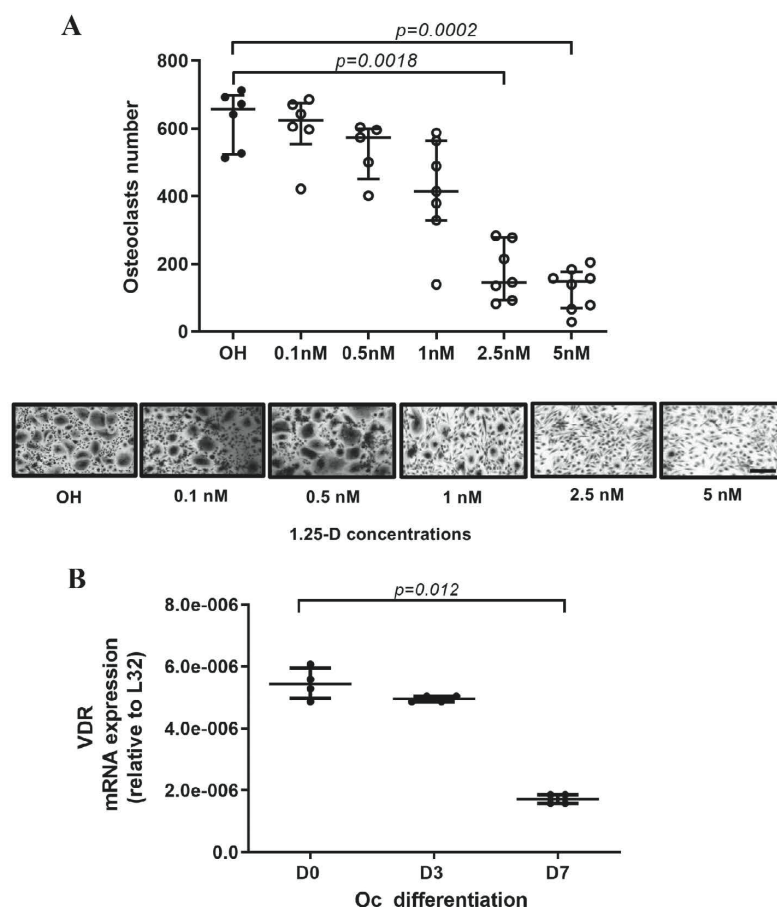 A
p=0.0002
p=0.0018
800
600
400
200
0
Osteoclasts number
OH 0.1nM 0.5nM 1nM 2.5nM 5nM
OH 0.1 nM 0.5 nM 1 nM 2.5 nM 5 nM
1.25-D concentrations
B
p=0.012
8.0e-006
6.0e-006
4.0e-006
2.0e-006
0.0
VDR
mRNA expression
(relative to L32)
D0 D3 D7
Oc differentiation